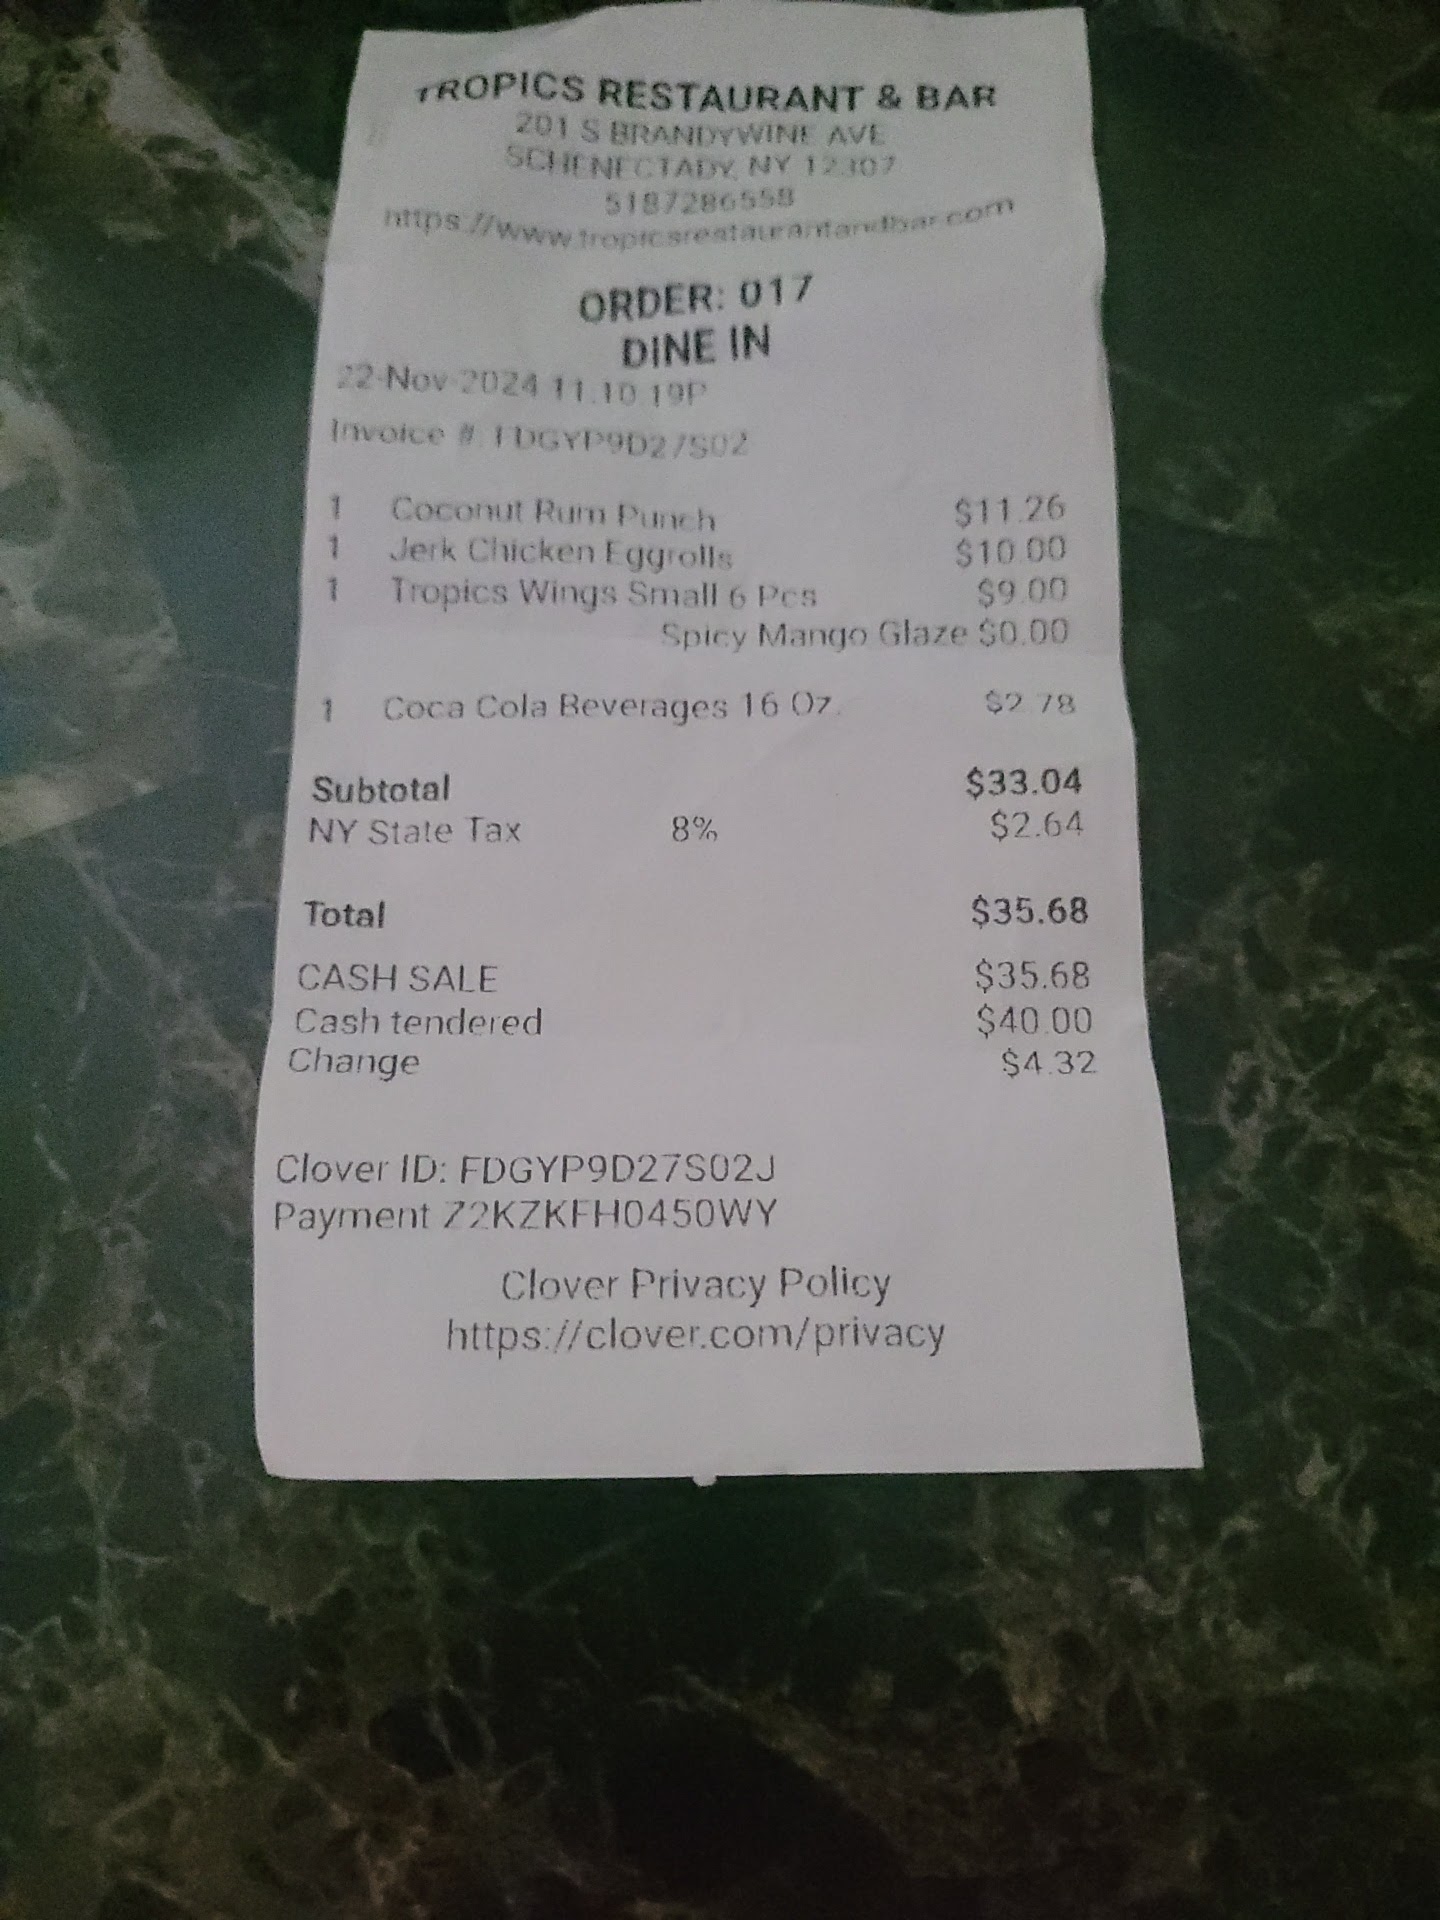 TROPICS RESTAURANT & BAR
201 S BRANDYWINE AVE
SCHENECTADY, NY 12307
5187286558
https://www.tropicsrestaurantandbar.com
ORDER: 017
DINE IN
22-Nov-2024 11:10:19P
Invoice #: FDGYP9D27S02
1 Coconut Rum Punch $11.26
1 Jerk Chicken Eggrolls $10.00
1 Tropics Wings Small 6 Pcs $9.00
Spicy Mango Glaze $0.00
1 Coca Cola Beverages 16 Oz. $2.78
Subtotal $33.04
NY State Tax 8% $2.64
Total $35.68
CASH SALE $35.68
Cash tendered $40.00
Change $4.32
Clover ID: FDGYP9D27S02J
Payment Z2KZKFH0450WY
Clover Privacy Policy
https://clover.com/privacy